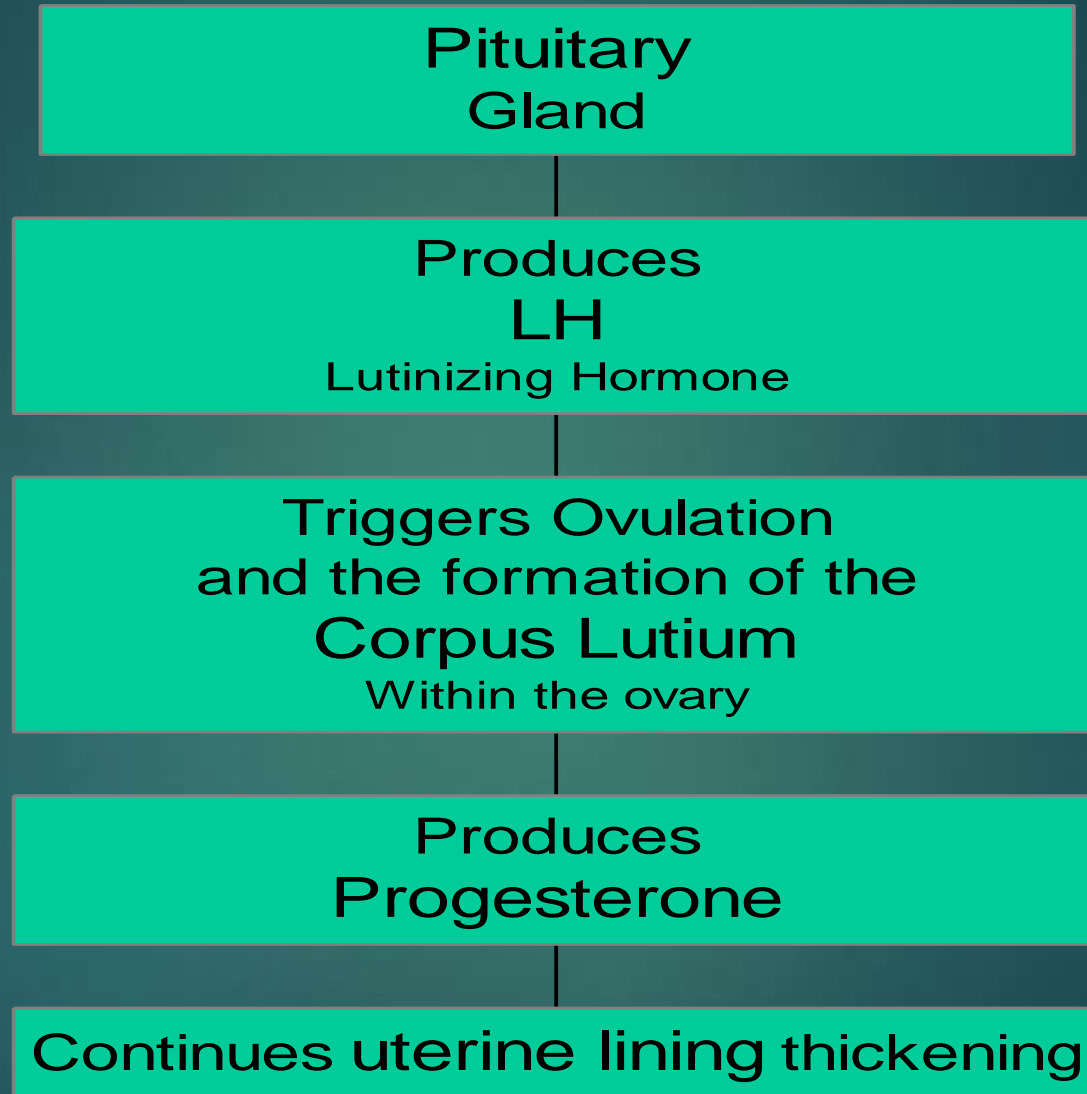 Pituitary
Gland
Produces
LH
Lutinizing Hormone
Triggers Ovulation
and the formation of the
Corpus Lutium
Within the ovary
Produces
Progesterone
Continues uterine lining thickening